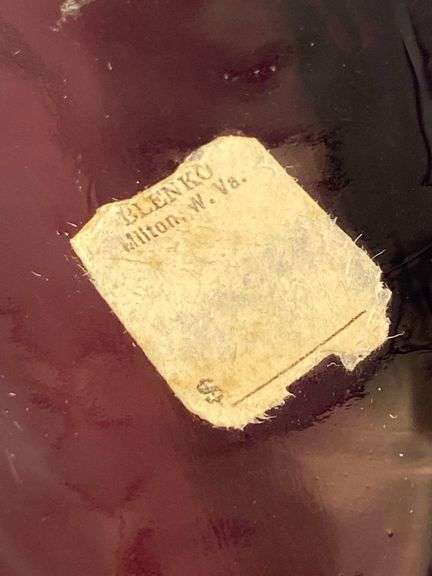 BLENKO
Milton, W. Va.
$